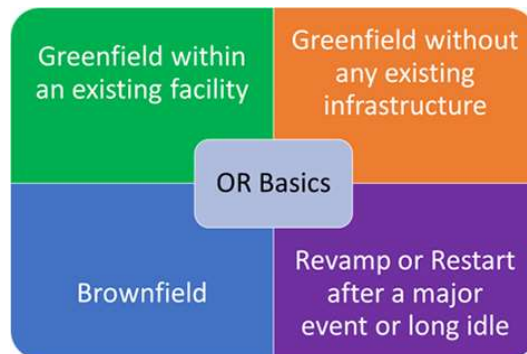 Greenfield within
an existing facility
Greenfield without
any existing
infrastructure
OR Basics
Brownfield
Revamp or Restart
after a major
event or long idle